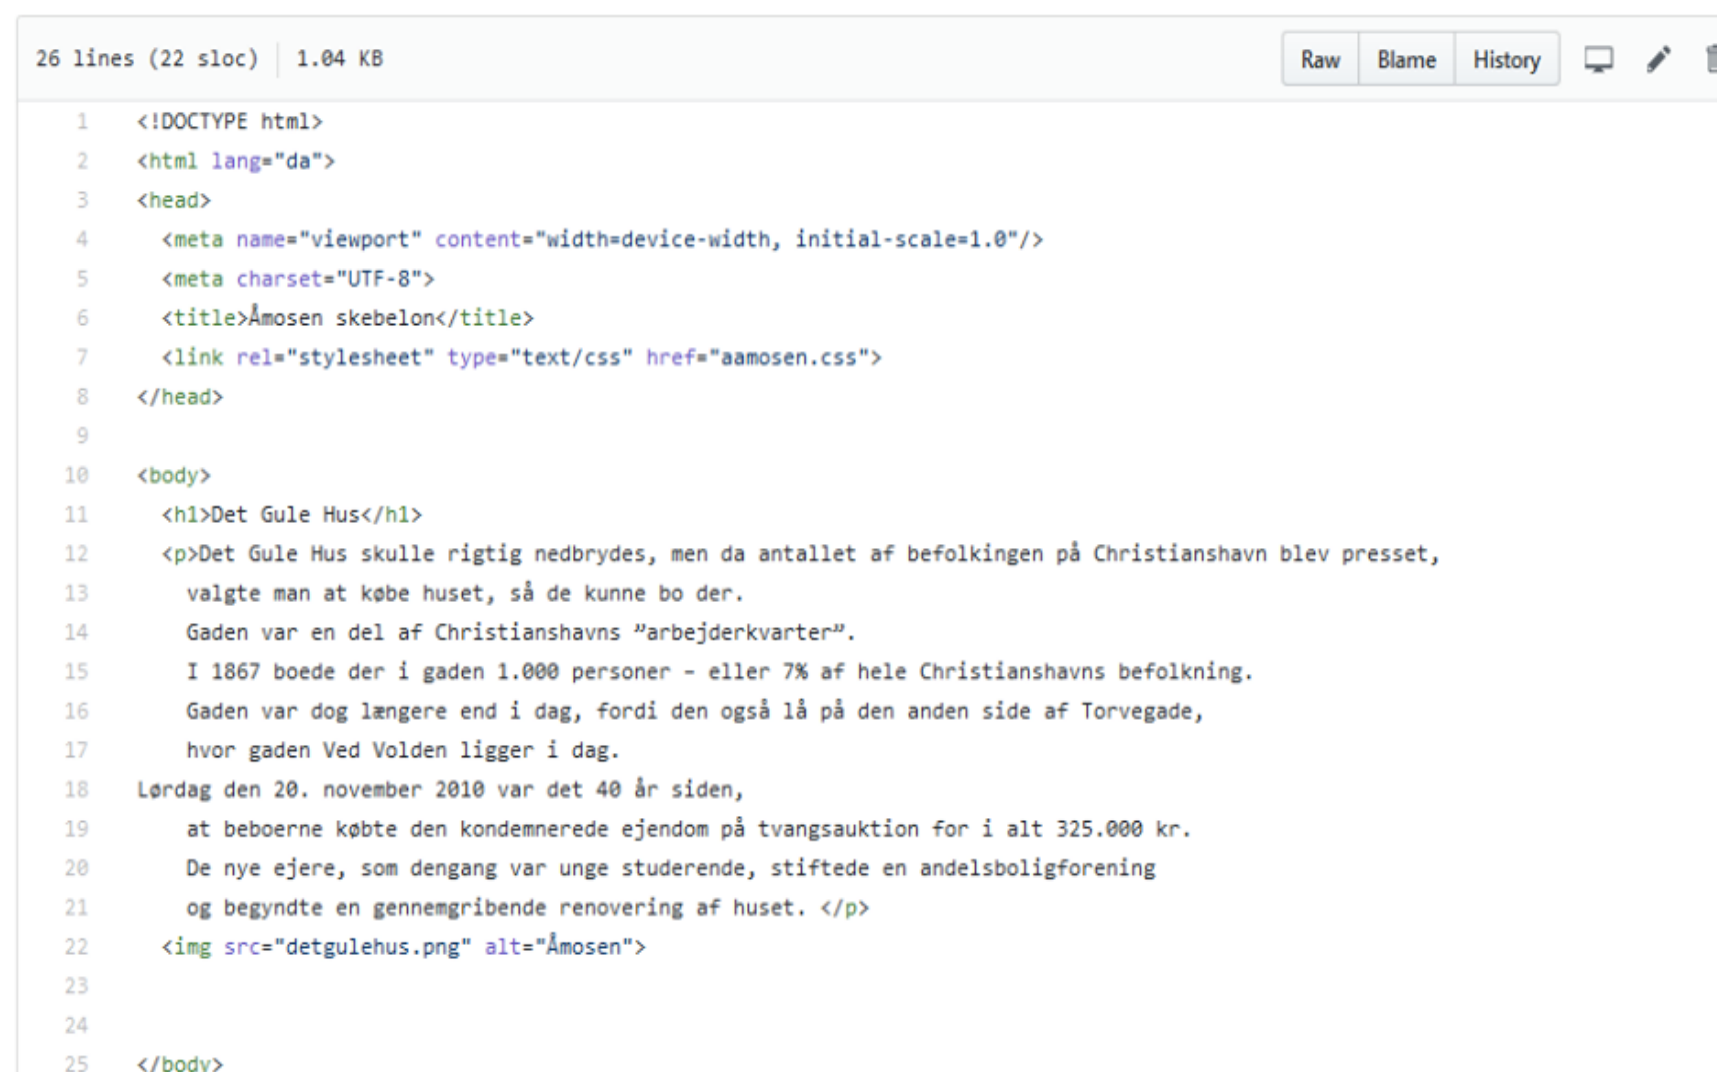 26 lines (22 sloc) 1.04 KB Raw Blame History
1 <!DOCTYPE html>
2 <html lang="da">
3 <head>
4 <meta name="viewport" content="width=device-width, initial-scale=1.0"/>
5 <meta charset="UTF-8">
6 <title>Åmosen skebelon</title>
7 <link rel="stylesheet" type="text/css" href="aamosen.css">
8 </head>
9
10 <body>
11 <h1>Det Gule Hus</h1>
12 <p>Det Gule Hus skulle rigtig nedbrydes, men da antallet af befolkingen på Christianshavn blev presset,
13 valgte man at købe huset, så de kunne bo der.
14 Gaden var en del af Christianshavns ”arbejderkvarter”.
15 I 1867 boede der i gaden 1.000 personer – eller 7% af hele Christianshavns befolkning.
16 Gaden var dog længere end i dag, fordi den også lå på den anden side af Torvegade,
17 hvor gaden Ved Volden ligger i dag.
18 Lørdag den 20. november 2010 var det 40 år siden,
19 at beboerne købte den kondemnerede ejendom på tvangsauktion for i alt 325.000 kr.
20 De nye ejere, som dengang var unge studerende, stiftede en andelsboligforening
21 og begyndte en gennemgribende renovering af huset. </p>
22 <img src="detgulehus.png" alt="Åmosen">
23
24
25 </body>